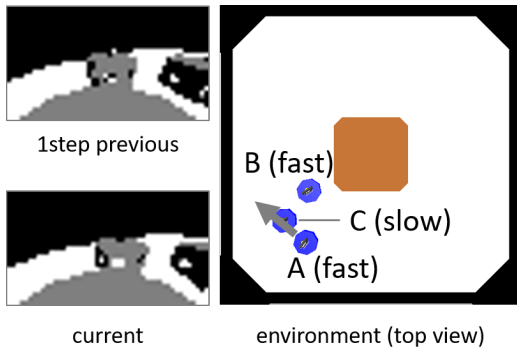 1step previous
current
B (fast)
C (slow)
A (fast)
environment (top view)